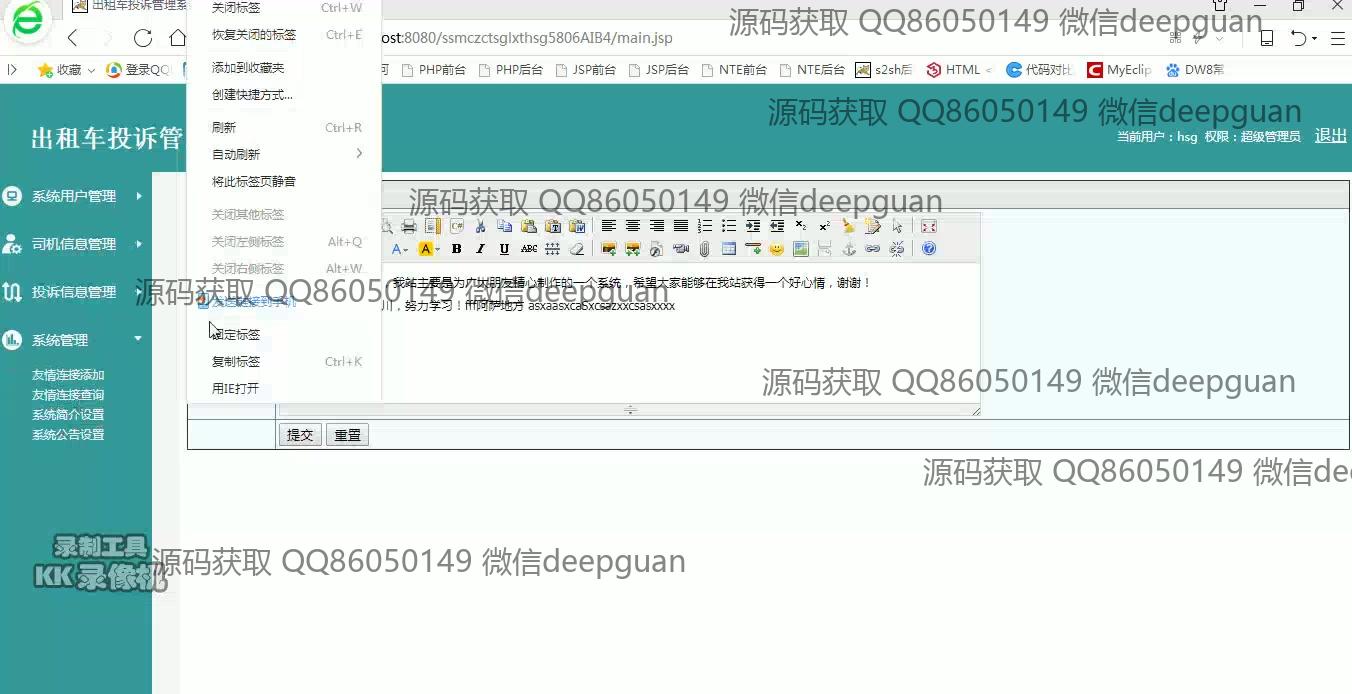 出租车投诉管理系
关闭标签 Ctrl+W
恢复关闭的标签 Ctrl+E
添加到收藏夹
创建快捷方式...
刷新 Ctrl+R
自动刷新
将此标签页静音
关闭其他标签
关闭左侧标签 Alt+Q
关闭右侧标签 Alt+W
发送链接到手机
固定标签
复制标签 Ctrl+K
用IE打开
ost:8080/ssmczctsglxthsg5806AIB4/main.jsp
收藏 登录QQ PHP前台 PHP后台 JSP前台 JSP后台 NTE前台 NTE后台 s2sh后 HTML 代码对比 MyEclip DW8常
源码获取 QQ86050149 微信deepguan
源码获取 QQ86050149 微信deepguan
出租车投诉管
当前用户：hsg 权限：超级管理员 退出
系统用户管理
司机信息管理
投诉信息管理
系统管理
友情连接添加
友情连接查询
系统简介设置
系统公告设置
源码获取 QQ86050149 微信deepguan
A A B I U ABC
我站主要是为广大朋友精心制作的一个系统，希望大家能够在我站获得一个好心情，谢谢！
川，努力学习！ffff阿萨地方 asxaasxcaSxcsazxxcsasxxxx
源码获取 QQ86050149 微信deepguan
源码获取 QQ86050149 微信deepguan
提交 重置
源码获取 QQ86050149 微信dee
录制工具
KK录像机
源码获取 QQ86050149 微信deepguan